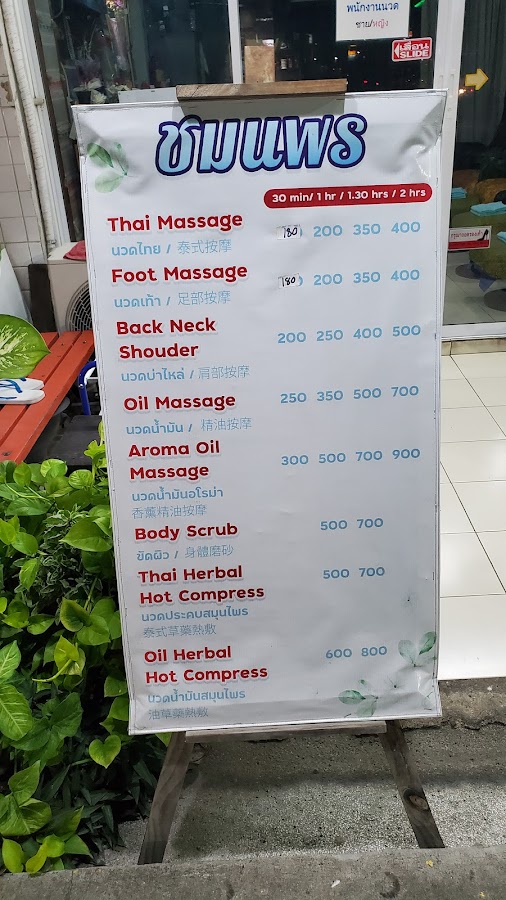 พนักงานนวด
ชาย/หญิง
เลื่อน
SLIDE
ชมนพร
30 min/ 1 hr / 1.30 hrs / 2 hrs
Thai Massage 180 200 350 400
นวดไทย / 泰式按摩
Foot Massage 180 200 350 400
นวดเท้า / 足部按摩
Back Neck
Shouder 200 250 400 500
นวดบ่าไหล่ / 肩部按摩
Oil Massage 250 350 500 700
นวดน้ำมัน / 精油按摩
Aroma Oil
Massage 300 500 700 900
นวดน้ำมันอโรม่า
香薰精油按摩
Body Scrub 500 700
ขัดผิว / 身體磨砂
Thai Herbal
Hot Compress 500 700
นวดประคบสมุนไพร
泰式草藥熱敷
Oil Herbal
Hot Compress 600 800
นวดน้ำมันสมุนไพร
油草藥熱敷